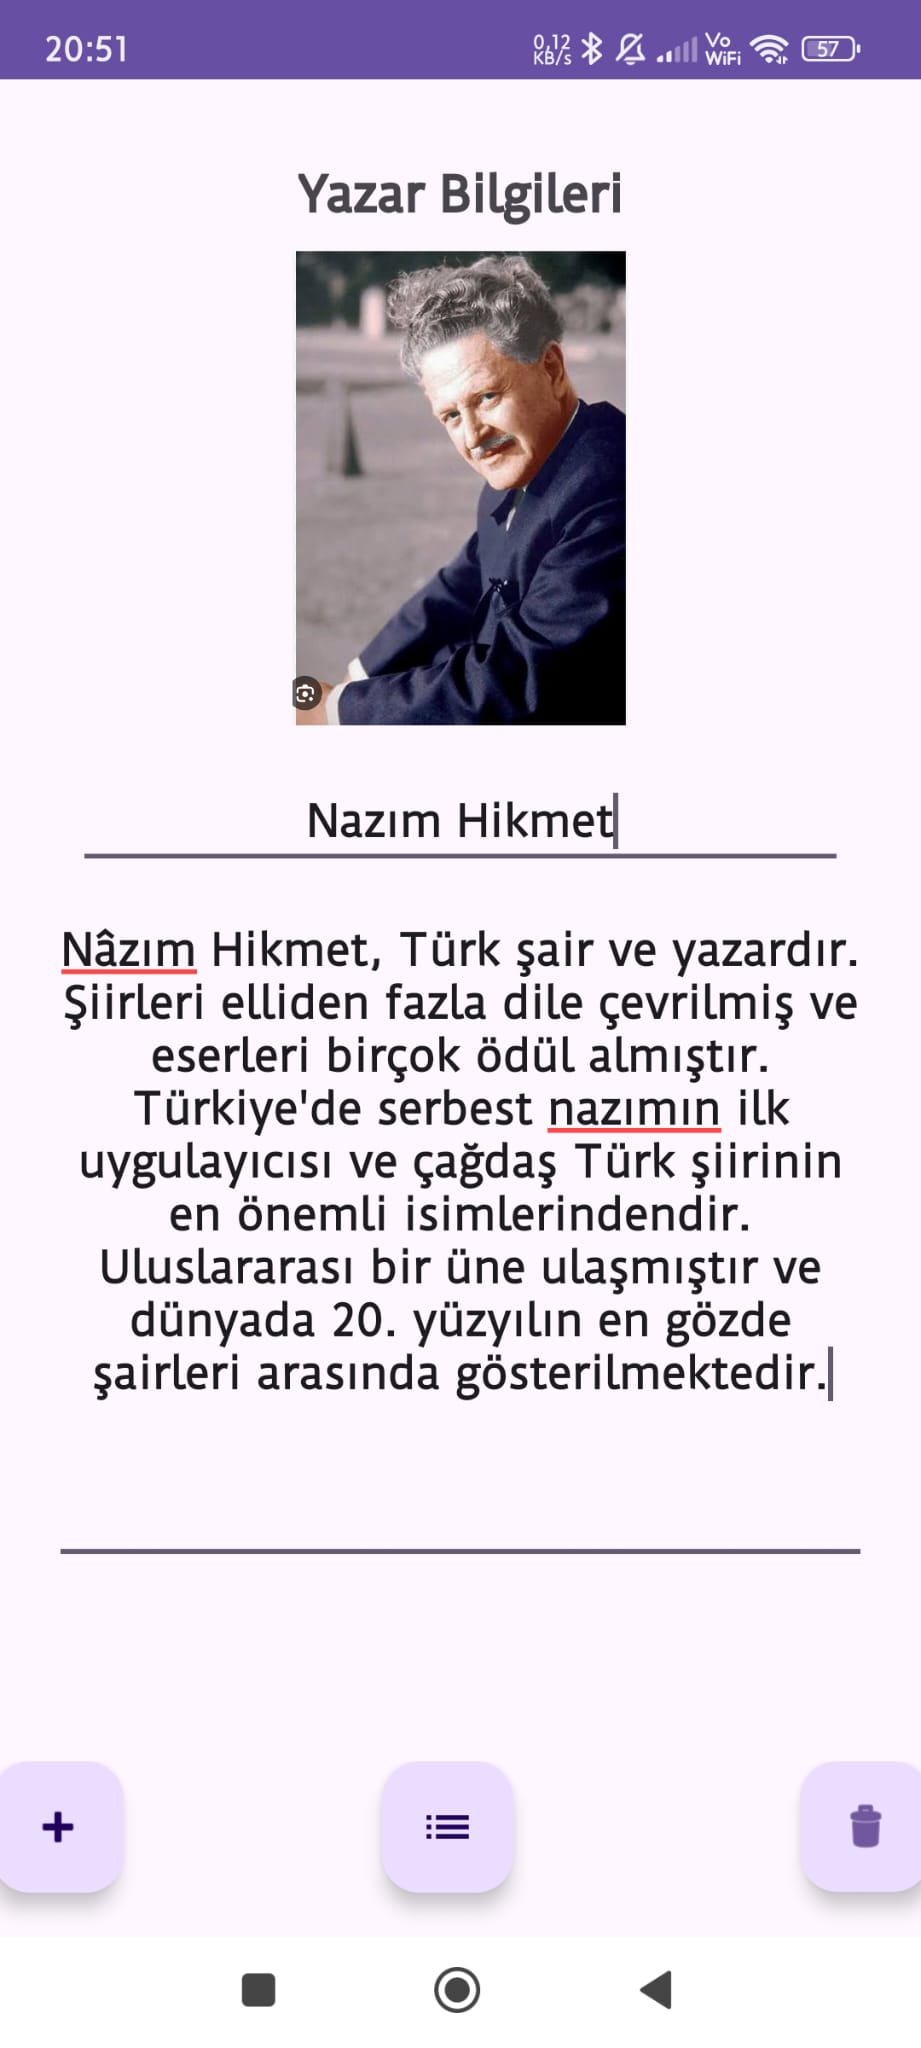 20:51
0,12
KB/s
Vo
WiFi
57
Yazar Bilgileri
Nazım Hikmet
Nâzım Hikmet, Türk şair ve yazardır.
Şiirleri elliden fazla dile çevrilmiş ve
eserleri birçok ödül almıştır.
Türkiye'de serbest nazımın ilk
uygulayıcısı ve çağdaş Türk şiirinin
en önemli isimlerindendir.
Uluslararası bir üne ulaşmıştır ve
dünyada 20. yüzyılın en gözde
şairleri arasında gösterilmektedir.